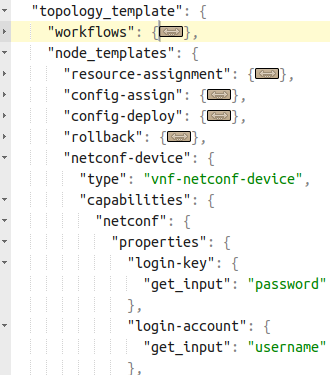 "topology_template": {
"workflows": {},
"node_templates": {
"resource-assignment": {},
"config-assign": {},
"config-deploy": {},
"rollback": {},
"netconf-device": {
"type": "vnf-netconf-device",
"capabilities": {
"netconf": {
"properties": {
"login-key": {
"get_input": "password"
},
"login-account": {
"get_input": "username"
},